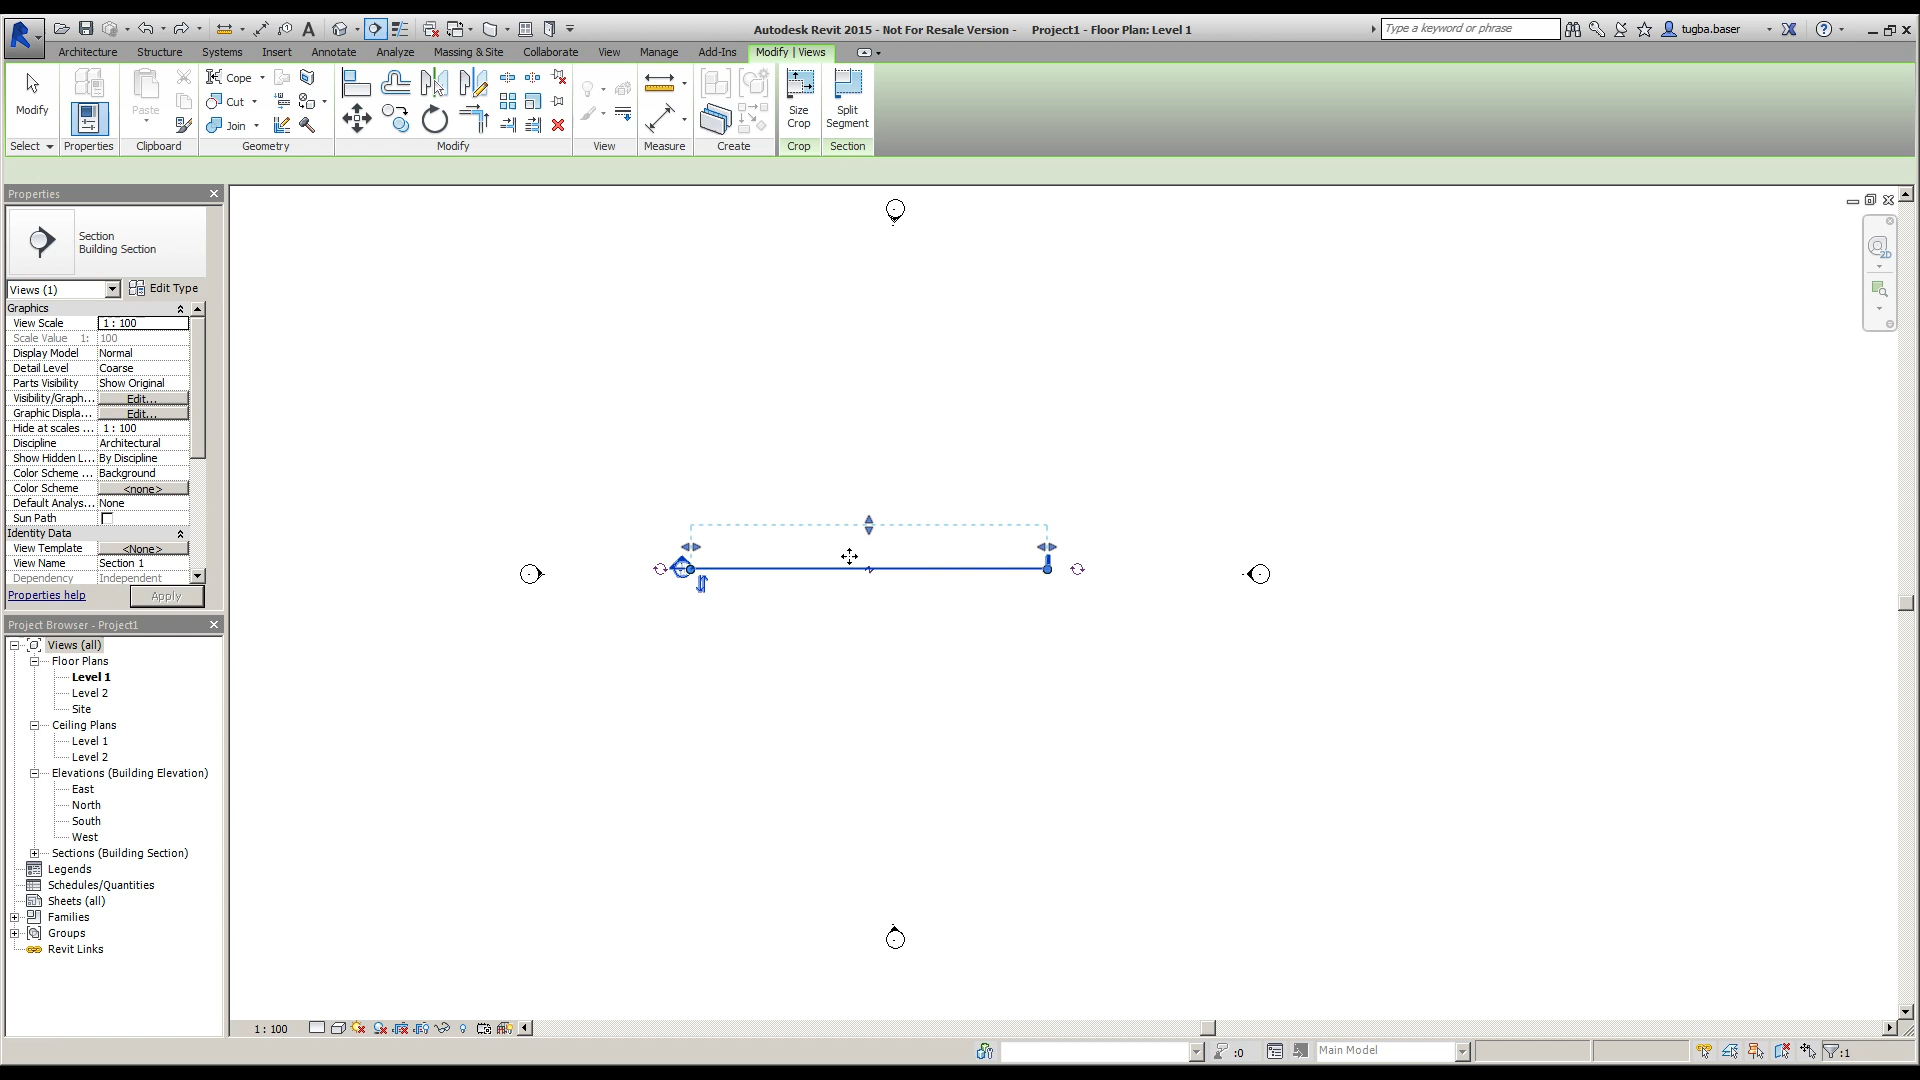 Autodesk Revit 2015 - Not For Resale Version - Project1 - Floor Plan: Level 1
Type a keyword or phrase
tugba.baser
Architecture Structure Systems Insert Annotate Analyze Massing & Site Collaborate View Manage Add-Ins Modify | Views
Modify
Paste
Cope
Cut
Join
Size Crop
Split Segment
Select Properties Clipboard Geometry Modify View Measure Create Crop Section
Properties
Section
Building Section
Views (1)
Edit Type
Graphics
View Scale 1 : 100
Scale Value 1: 100
Display Model Normal
Detail Level Coarse
Parts Visibility Show Original
Visibility/Graph... Edit...
Graphic Displa... Edit...
Hide at scales ... 1 : 100
Discipline Architectural
Show Hidden L... By Discipline
Color Scheme ... Background
Color Scheme <none>
Default Analys... None
Sun Path
Identity Data
View Template <None>
View Name Section 1
Dependency Independent
Properties help Apply
Project Browser - Project1
Views (all)
Floor Plans
Level 1
Level 2
Site
Ceiling Plans
Level 1
Level 2
Elevations (Building Elevation)
East
North
South
West
Sections (Building Section)
Legends
Schedules/Quantities
Sheets (all)
Families
Groups
Revit Links
2D
1 : 100
:0
Main Model
:1